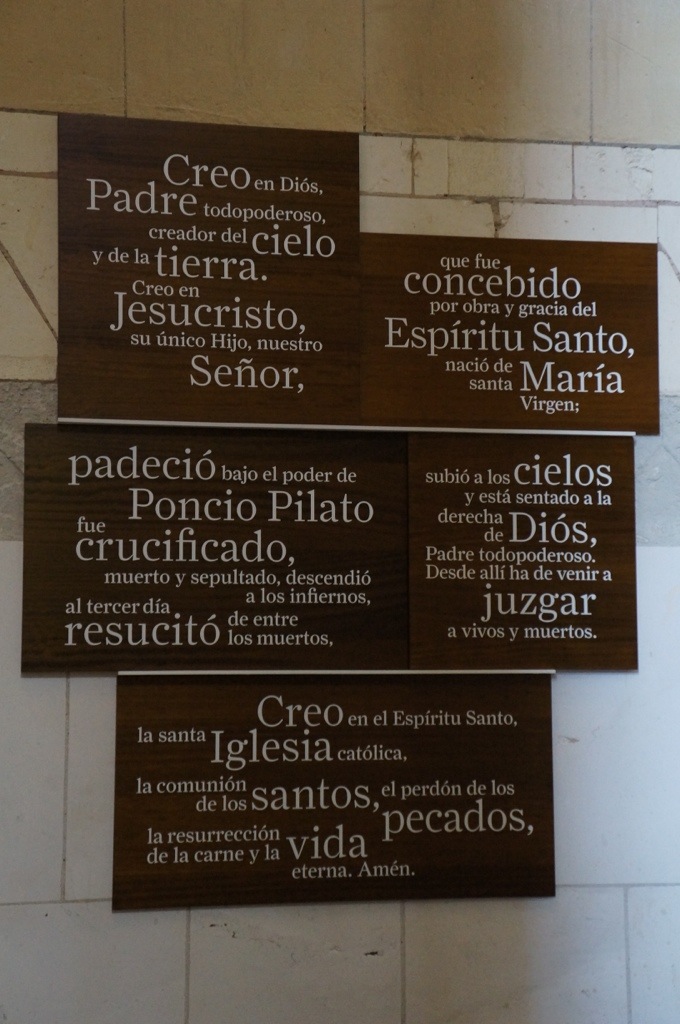 Creo en Diós,
Padre todopoderoso,
creador del cielo
y de la tierra.
Creo en
Jesucristo,
su único Hijo, nuestro
Señor,
que fue
concebido
por obra y gracia del
Espíritu Santo,
nació de
santa María
Virgen;
padeció bajo el poder de
Poncio Pilato
fue
crucificado,
muerto y sepultado, descendió
a los infiernos,
al tercer día
resucitó de entre
los muertos,
subió a los cielos
y está sentado a la
derecha
de Diós,
Padre todopoderoso.
Desde allí ha de venir a
juzgar
a vivos y muertos.
Creo en el Espíritu Santo,
la santa Iglesia católica,
la comunión
de los santos, el perdón de los
pecados,
la resurrección
de la carne y la vida
eterna. Amén.